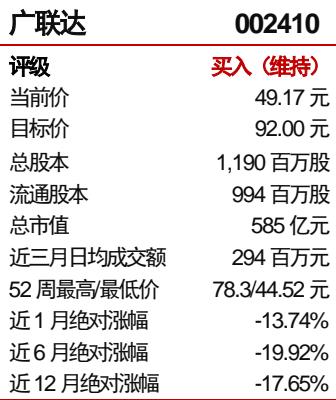 广联达 002410
评级 买入（维持）
当前价 49.17 元
目标价 92.00 元
总股本 1,190 百万股
流通股本 994 百万股
总市值 585 亿元
近三月日均成交额 294 百万元
52 周最高/最低价 78.3/44.52 元
近 1 月绝对涨幅 -13.74%
近 6 月绝对涨幅 -19.92%
近 12 月绝对涨幅 -17.65%